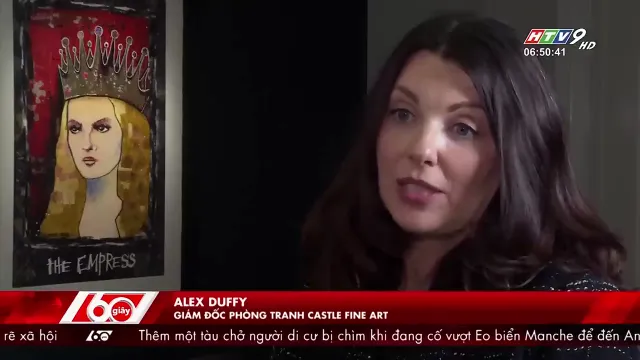 HTV9 HD
06:50:41
THE EMPRESS
60 giây
ALEX DUFFY
GIÁM ĐỐC PHÒNG TRANH CASTLE FINE ART
rẽ xã hội 60 Thêm một tàu chở người di cư bị chìm khi đang cố vượt Eo biển Manche để đến An